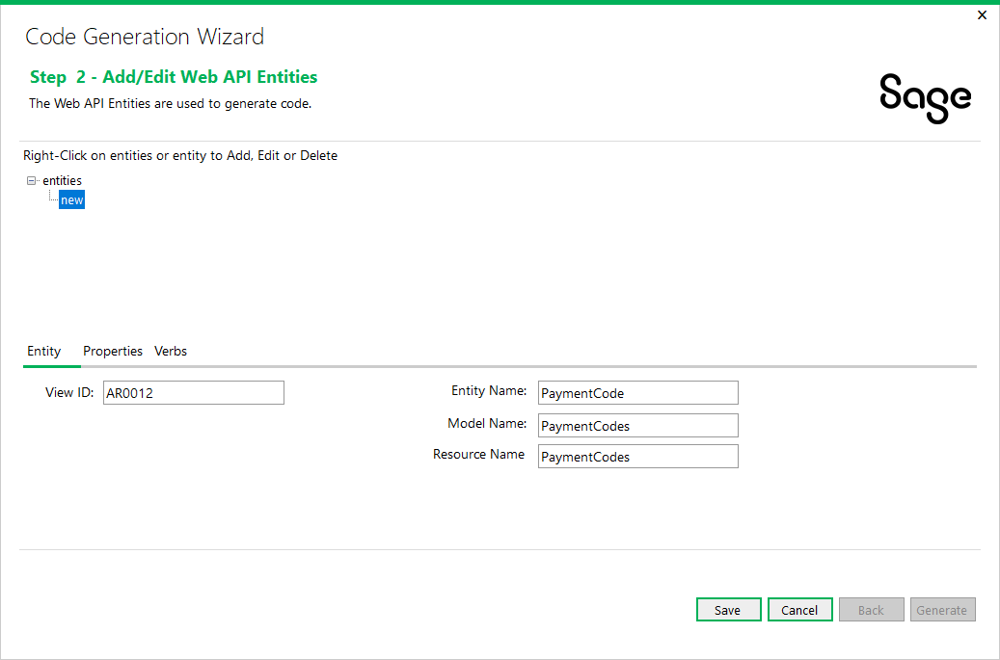 Code Generation Wizard
Step 2 - Add/Edit Web API Entities
The Web API Entities are used to generate code.
Sage
Right-Click on entities or entity to Add, Edit or Delete
entities
new
Entity Properties Verbs
View ID: AR0012 Entity Name: PaymentCode
Model Name: PaymentCodes
Resource Name PaymentCodes
Save Cancel Back Generate